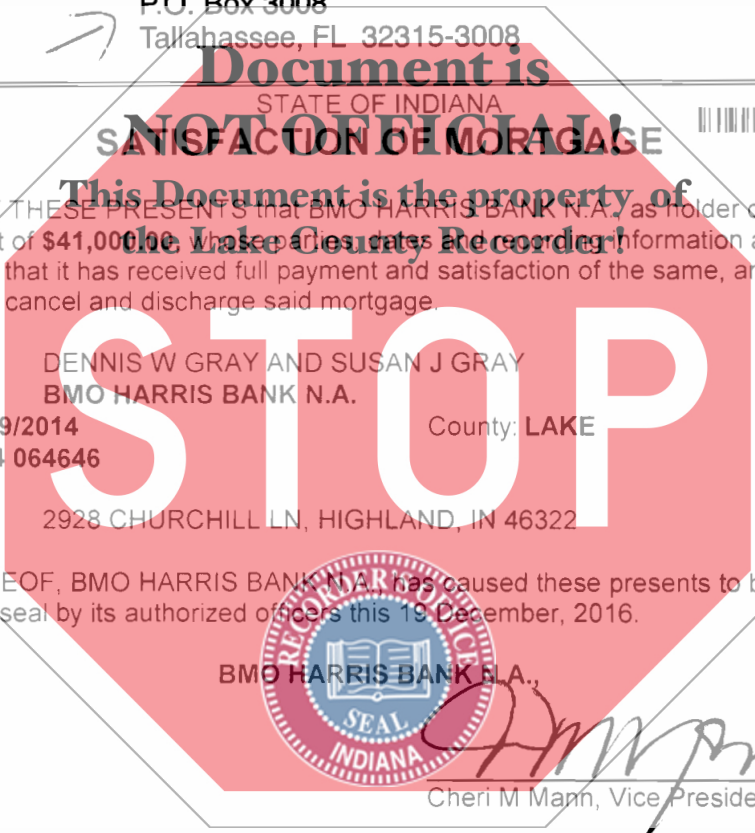 P.O. Box 3008
Tallahassee, FL 32315-3008
Document is
STATE OF INDIANA
NOT OFFICIAL!
SATISFACTION OF MORTGAGE
This Document is the property of
THESE PRESENTS that BMO HARRIS BANK N.A., as holder
the Lake County Recorder!
of $41,000.00, whose parties, dates and recording information
that it has received full payment and satisfaction of the same,
cancel and discharge said mortgage.
STOP
DENNIS W GRAY AND SUSAN J GRAY
BMO HARRIS BANK N.A.
9/2014 County: LAKE
064646
2928 CHURCHILL LN, HIGHLAND, IN 46322
EOF, BMO HARRIS BANK N.A., has caused these presents to
seal by its authorized officers this 19 December, 2016.
RECORDER'S OFFICE
SEAL
INDIANA
BMO HARRIS BANK N.A.,
Cheri M Mann, Vice Preside